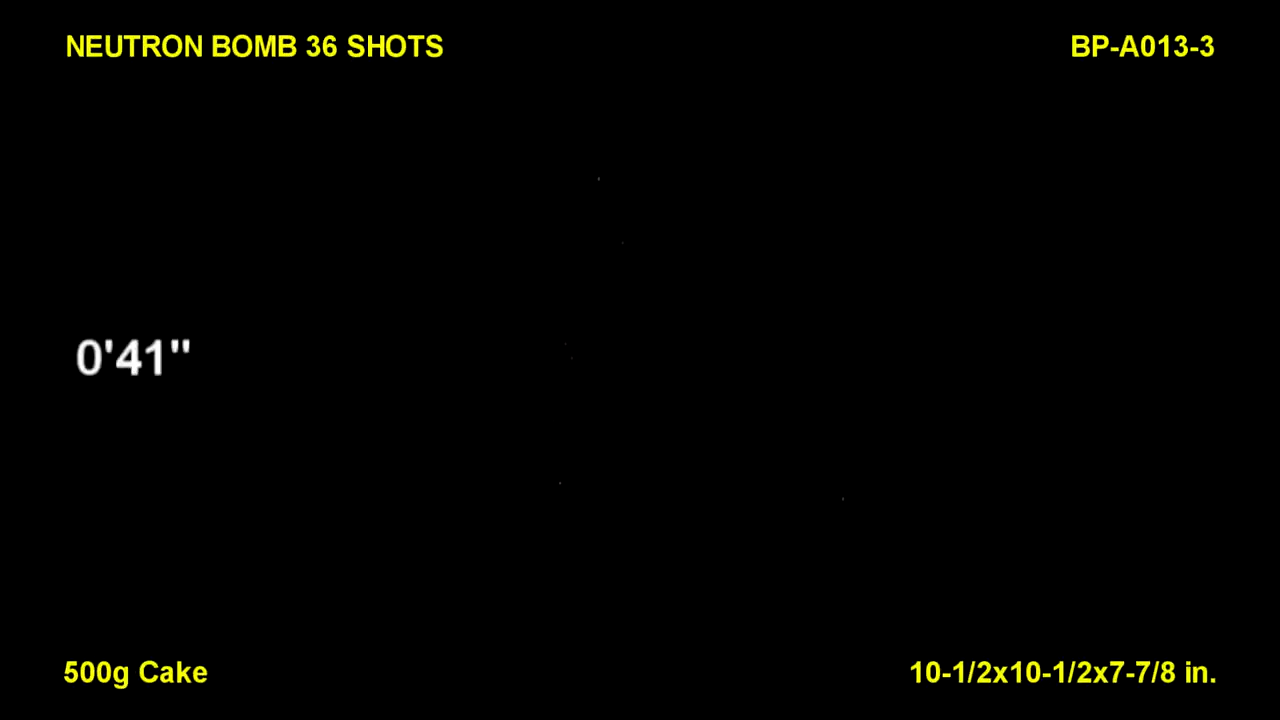 NEUTRON BOMB 36 SHOTS
BP-A013-3
0'41"
500g Cake
10-1/2x10-1/2x7-7/8 in.